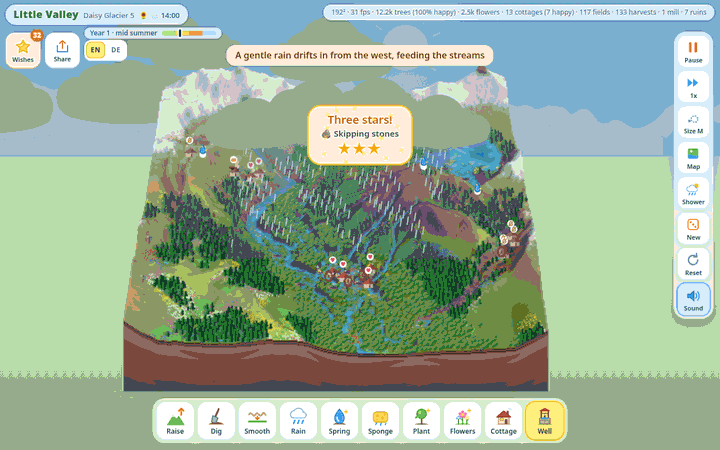 Little Valley Daisy Glacier 5 14:00
192² · 31 fps · 12.2k trees (100% happy) · 2.5k flowers · 13 cottages (7 happy) · 117 fields · 133 harvests · 1 mill · 7 ruins
Year 1 · mid summer
32
Wishes
Share
EN
DE
A gentle rain drifts in from the west, feeding the streams
Three stars!
Skipping stones
Pause
1x
Size M
Map
Shower
New
Reset
Sound
Raise
Dig
Smooth
Rain
Spring
Sponge
Plant
Flowers
Cottage
Well